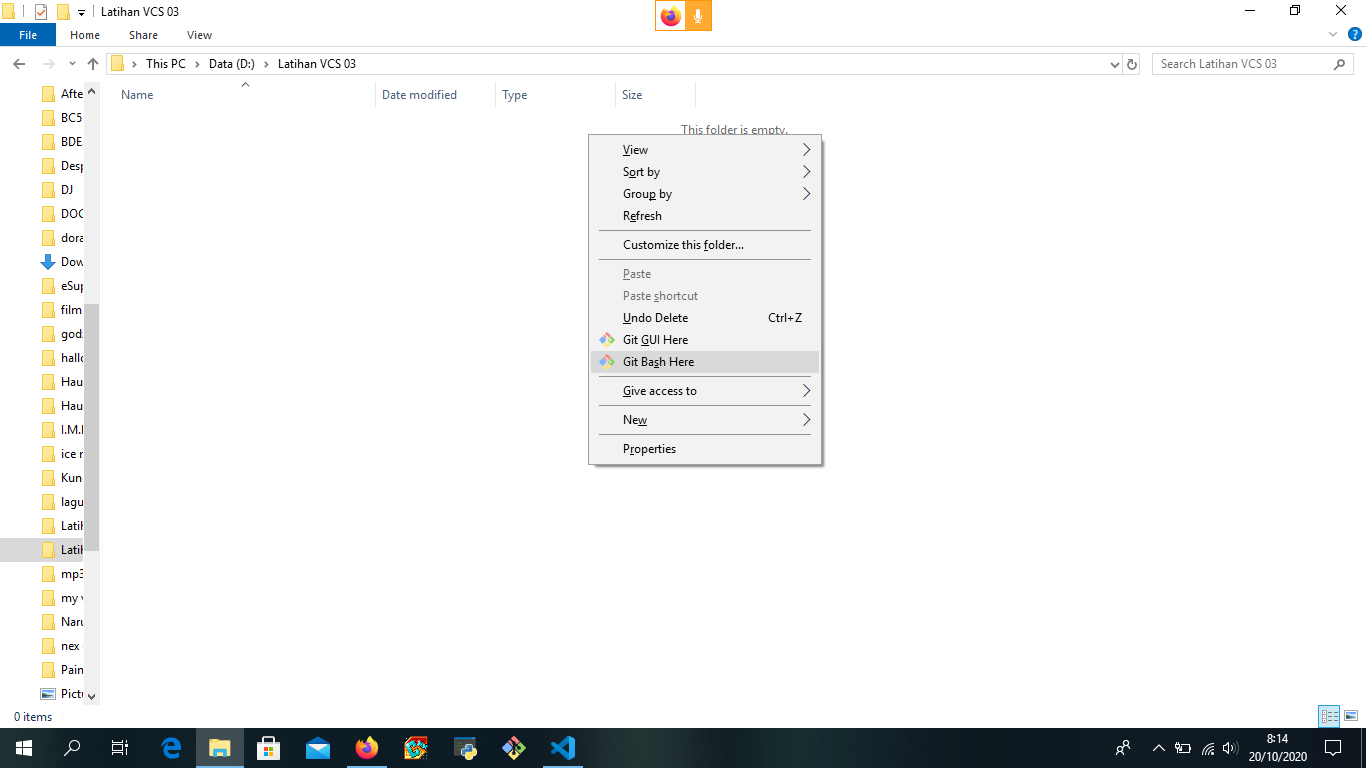 Latihan VCS 03
File Home Share View
This PC Data (D:) Latihan VCS 03 Search Latihan VCS 03
Name Date modified Type Size
This folder is empty.
Afte
BC5
BDE
Desp
DJ
DOC
dora
Dow
eSup
film
godz
hallo
Hau
Hau
I.M.I
ice r
Kun
lagu
Latih
Latih
mp3
my v
Naru
nex
Pain
Pictu
View
Sort by
Group by
Refresh
Customize this folder...
Paste
Paste shortcut
Undo Delete Ctrl+Z
Git GUI Here
Git Bash Here
Give access to
New
Properties
0 items
8:14
20/10/2020